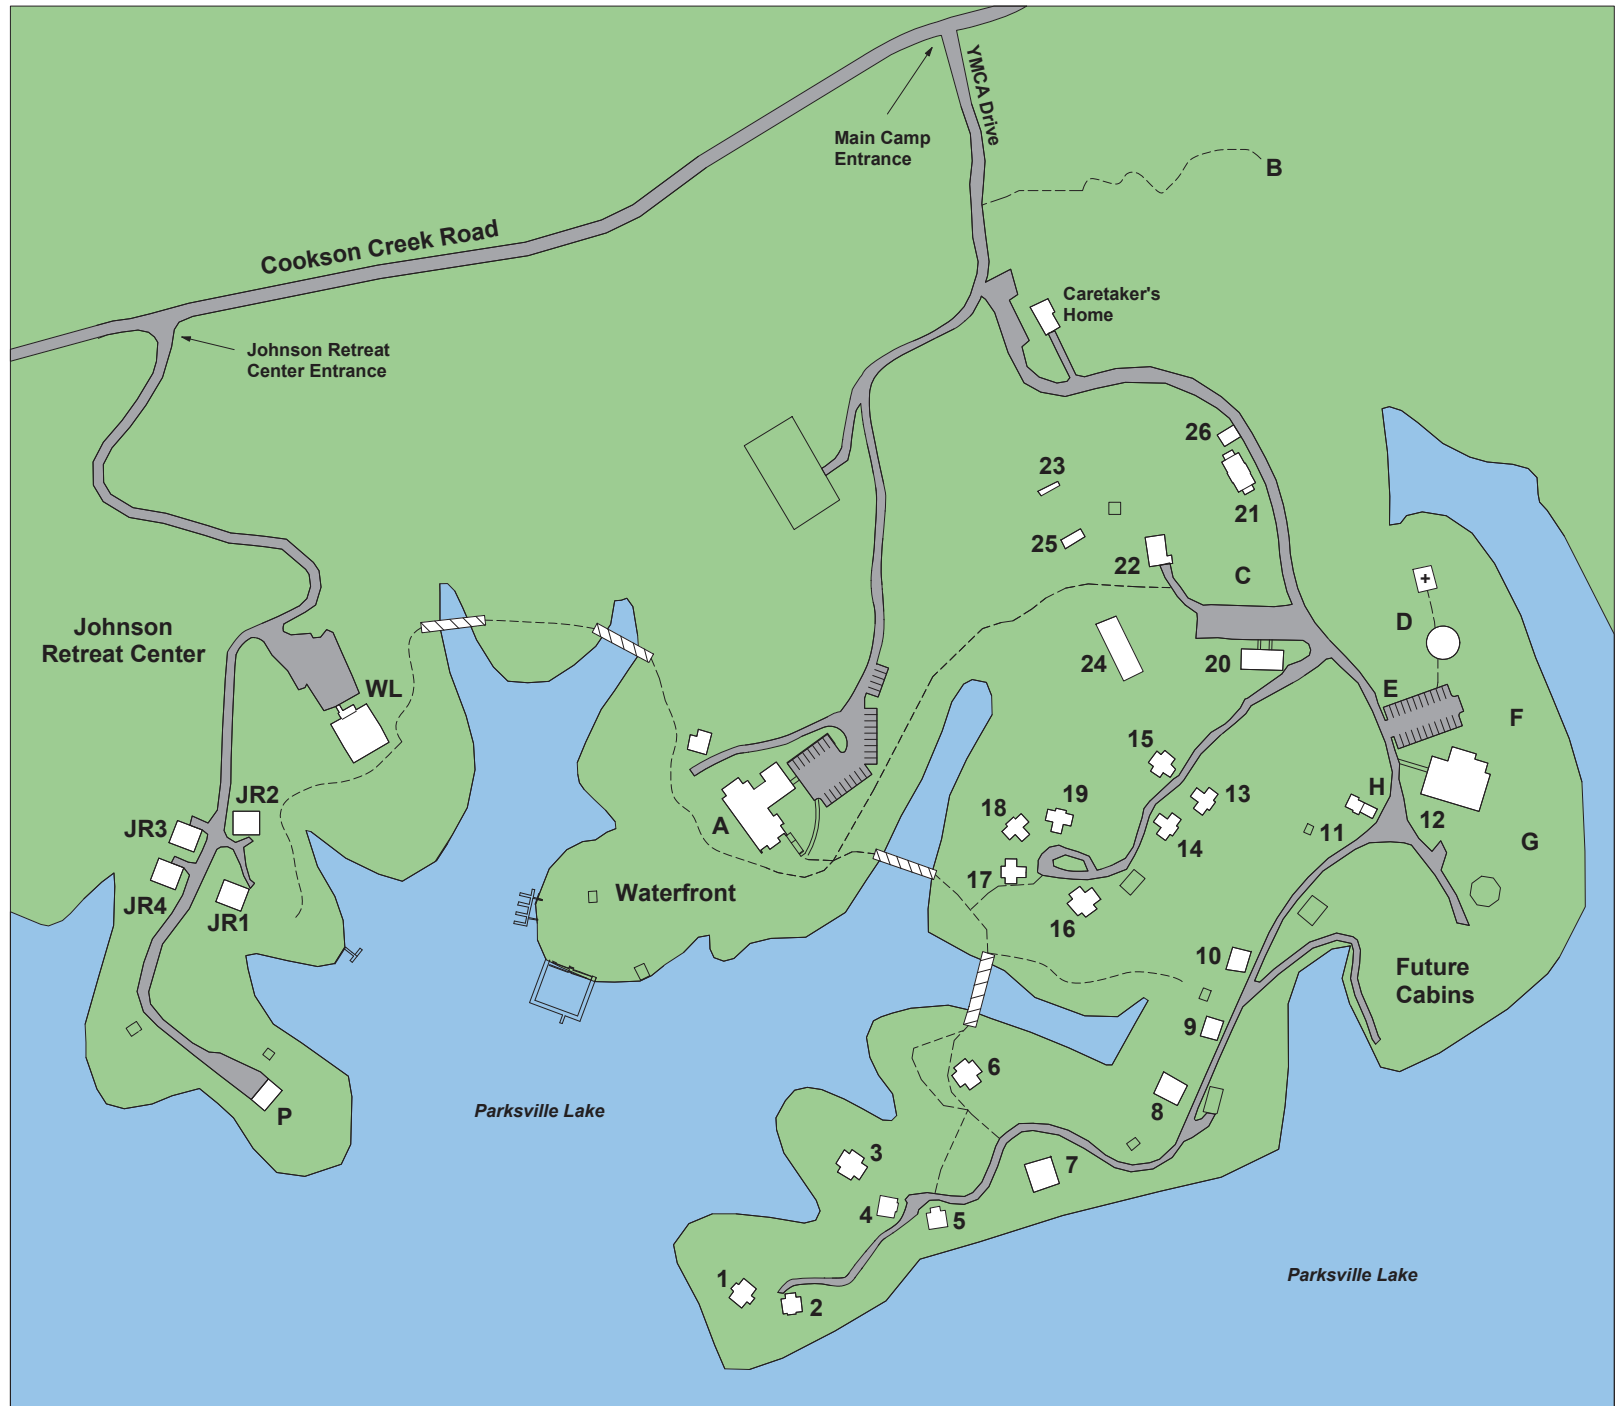 YMCA Drive
Main Camp
Entrance
B
Cookson Creek Road
Caretaker's
Home
Johnson Retreat
Center Entrance
26
23
21
25
22
C
D
Johnson
Retreat Center
24
20
WL
E
F
15
JR2
13
H
18
19
JR3
A
11
12
14
G
17
Waterfront
JR4
JR1
16
10
Future
Cabins
9
6
Parksville Lake
8
P
3
7
4
5
Parksville Lake
1
2
+